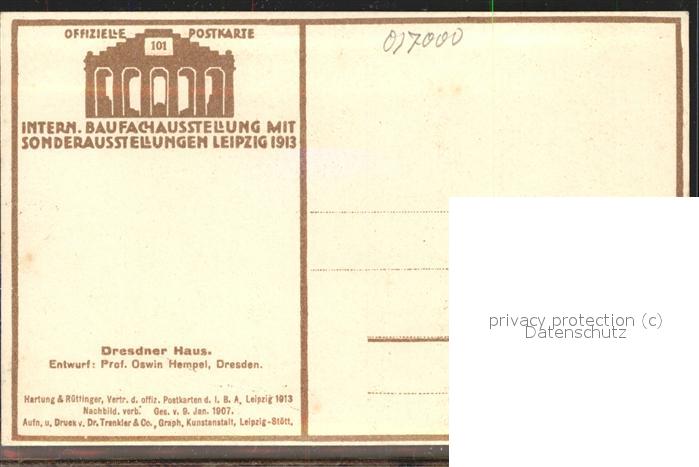 OFFIZIELLE POSTKARTE
101
INTERN. BAUFACHAUSSTELLUNG MIT
SONDERAUSSTELLUNGEN LEIPZIG 1913
017000
privacy protection (c)
Datenschutz
Dresdner Haus.
Entwurf: Prof. Oswin Hempel, Dresden.
Hartung & Rüttinger, Vertr. d. offiz. Postkarten d. I. B. A. Leipzig 1913
Nachbild. verb. Ges. v. 9. Jan. 1907.
Aufn. u. Druck v. Dr. Trenkler & Co., Graph. Kunstanstalt, Leipzig-Stött.